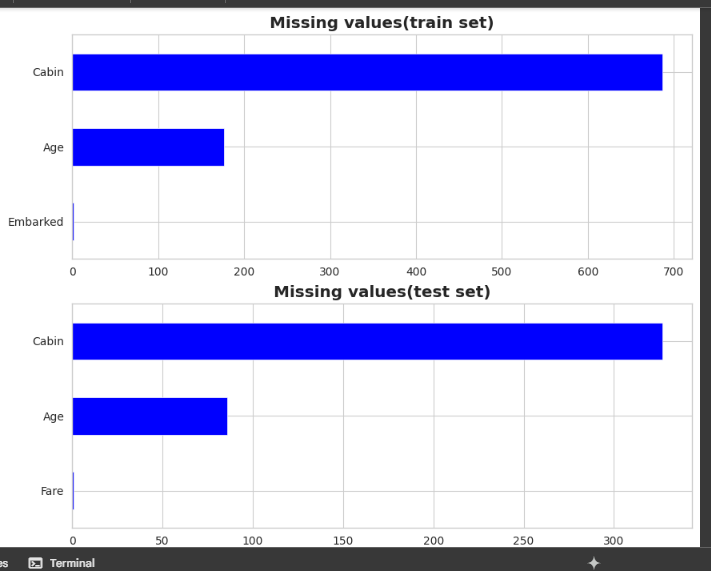 Missing values(train set)
Cabin
Age
Embarked
0 100 200 300 400 500 600 700
Missing values(test set)
Cabin
Age
Fare
0 50 100 150 200 250 300
es Terminal